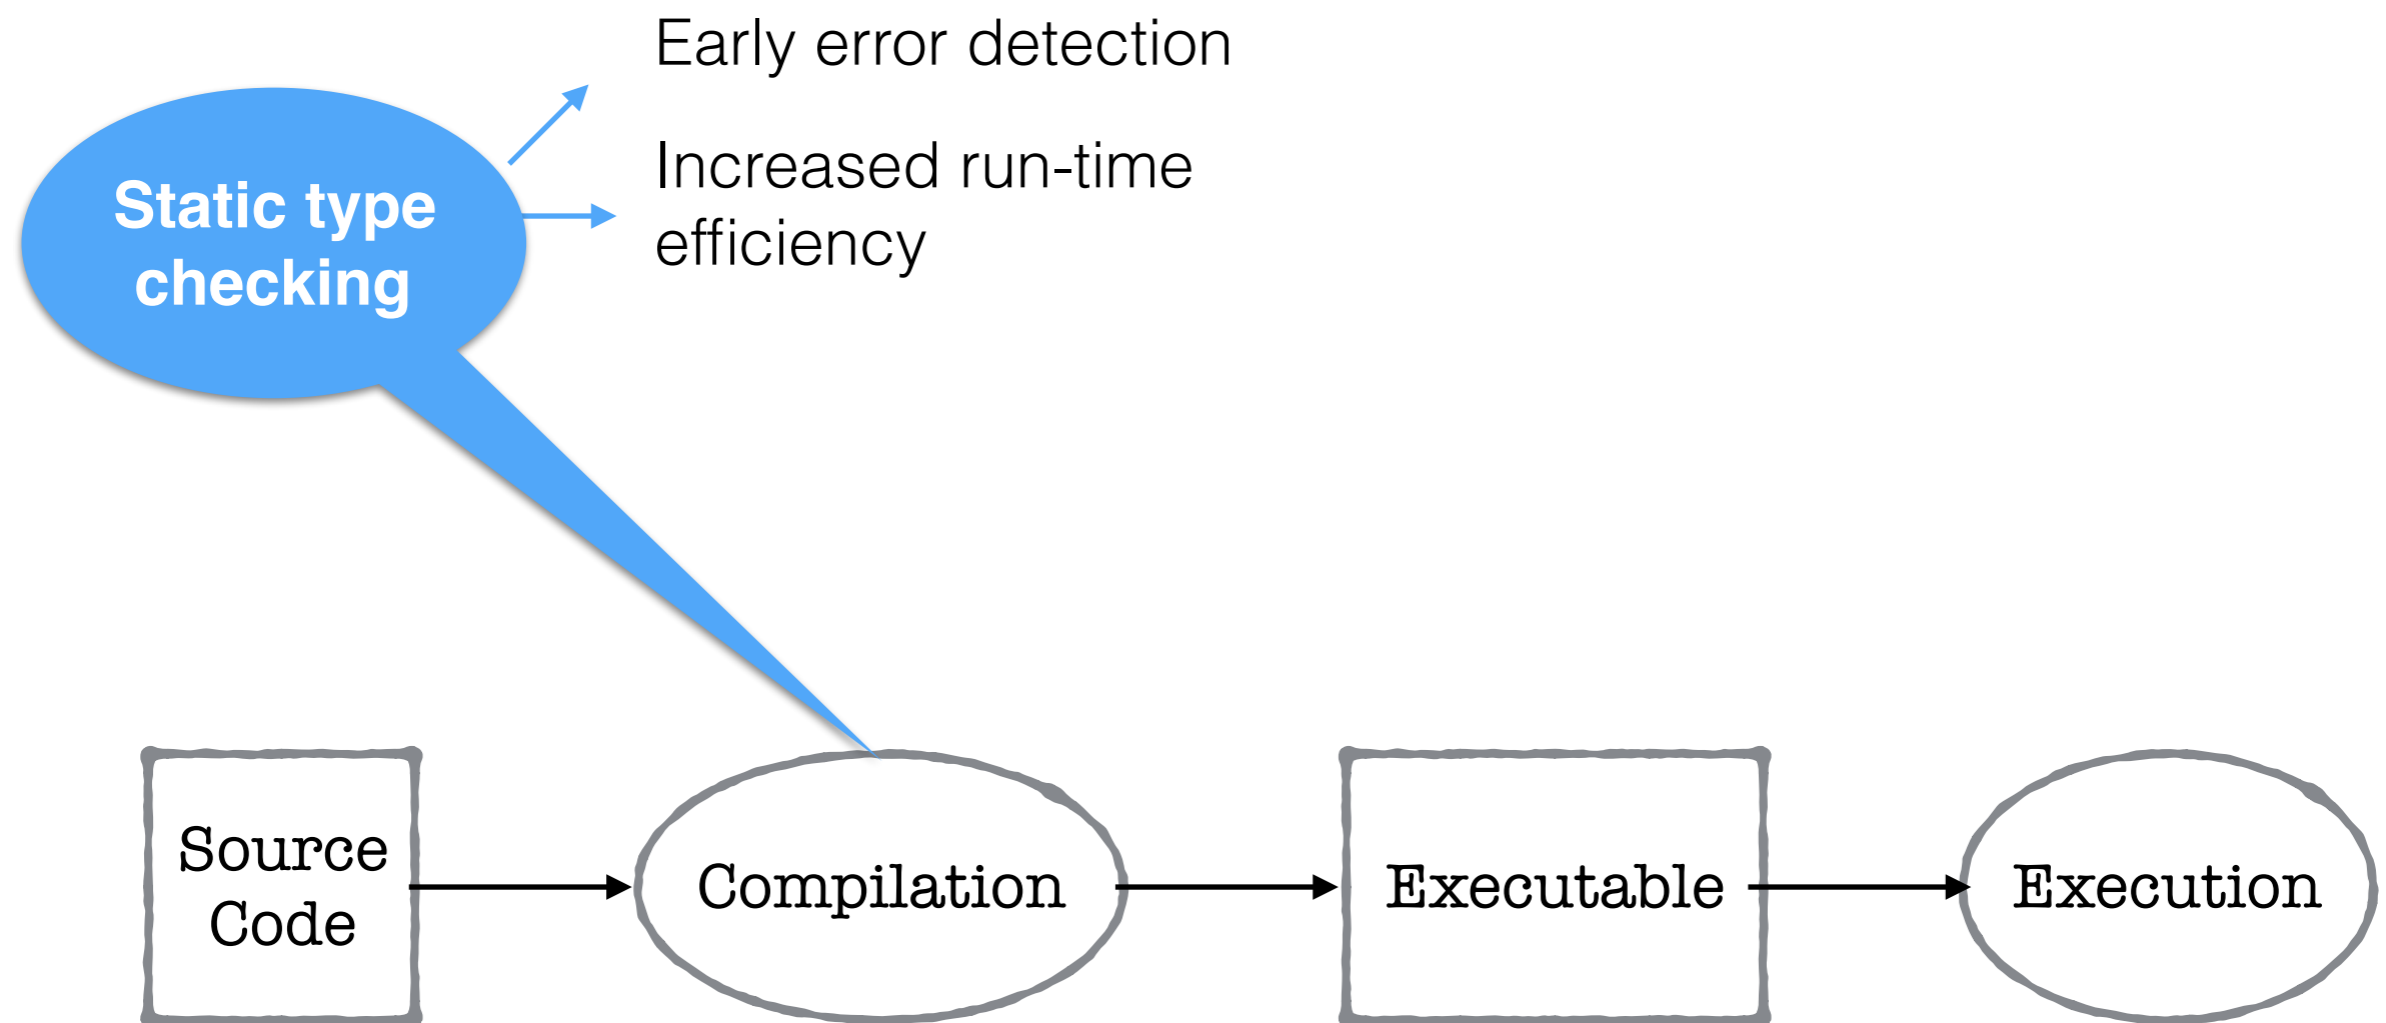 Early error detection
Increased run-time
efficiency
Static type
checking
Source
Code
Compilation
Executable
Execution